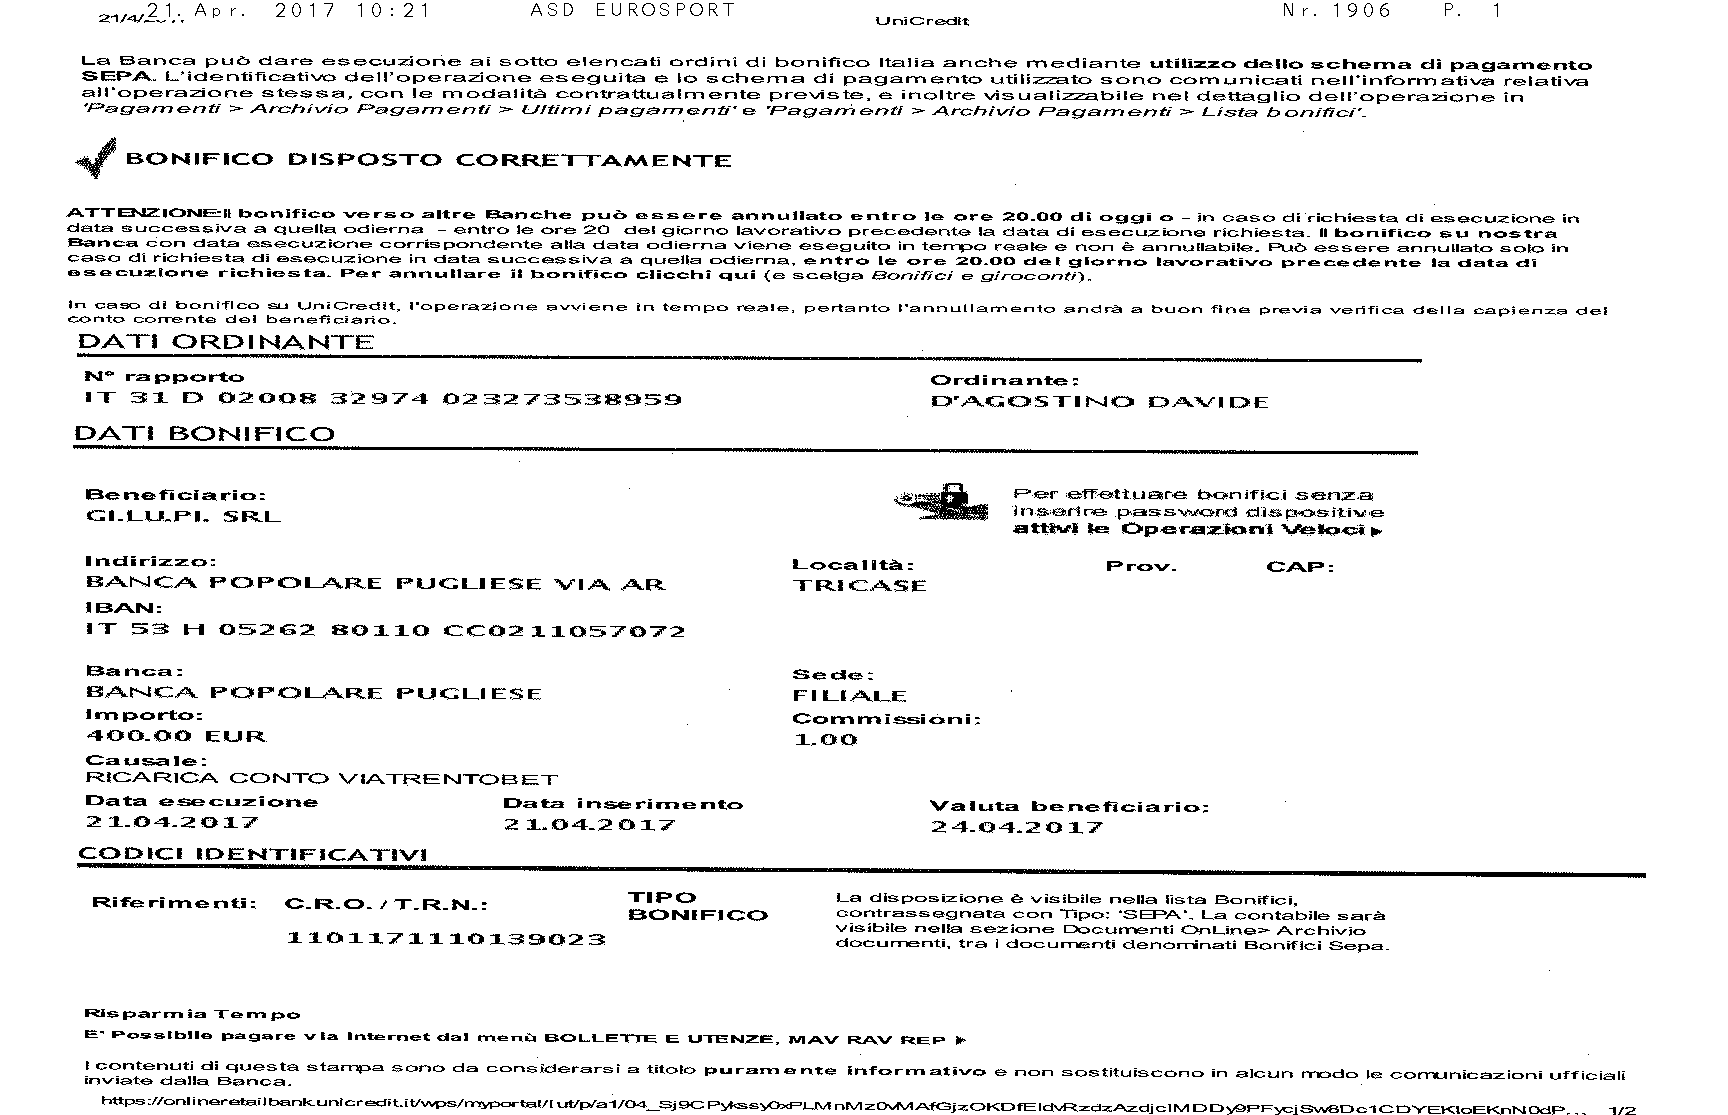 21/4/20.. 21. Apr. 2017 10:21 ASD EUROSPORT Nr. 1906 P. 1
UniCredit
La Banca può dare esecuzione ai sotto elencati ordini di bonifico Italia anche mediante utilizzo dello schema di pagamento
SEPA. L'identificativo dell'operazione eseguita e lo schema di pagamento utilizzato sono comunicati nell'informativa relativa
all'operazione stessa, con le modalità contrattualmente previste, e inoltre visualizzabile nel dettaglio dell'operazione in
'Pagamenti > Archivio Pagamenti > Ultimi pagamenti' e 'Pagamenti > Archivio Pagamenti > Lista bonifici'.
BONIFICO DISPOSTO CORRETTAMENTE
ATTENZIONE:Il bonifico verso altre Banche può essere annullato entro le ore 20.00 di oggi o - in caso di richiesta di esecuzione in
data successiva a quella odierna - entro le ore 20 del giorno lavorativo precedente la data di esecuzione richiesta. Il bonifico su nostra
Banca con data esecuzione corrispondente alla data odierna viene eseguito in tempo reale e non è annullabile. Può essere annullato solo in
caso di richiesta di esecuzione in data successiva a quella odierna, entro le ore 20.00 del giorno lavorativo precedente la data di
esecuzione richiesta. Per annullare il bonifico clicchi qui (e scelga Bonifici e giroconti).
In caso di bonifico su UniCredit, l'operazione avviene in tempo reale, pertanto l'annullamento andrà a buon fine previa verifica della capienza del
conto corrente del beneficiario.
DATI ORDINANTE
N° rapporto Ordinante:
IT 31 D 02008 32974 023273538959 D'AGOSTINO DAVIDE
DATI BONIFICO
Beneficiario:
GI.LU.PI. SRL
Per effettuare bonifici senza
inserire password dispositive
attivi le Operazioni Veloci
Indirizzo: Località: Prov. CAP:
BANCA POPOLARE PUGLIESE VIA AR TRICASE
IBAN:
IT 53 H 05262 80110 CC0211057072
Banca: Sede:
BANCA POPOLARE PUGLIESE FILIALE
Importo: Commissioni:
400.00 EUR 1.00
Causale:
RICARICA CONTO VIATRENTOBET
Data esecuzione Data inserimento Valuta beneficiario:
21.04.2017 21.04.2017 24.04.2017
CODICI IDENTIFICATIVI
Riferimenti: C.R.O. / T.R.N.:
1101171110139023
TIPO
BONIFICO
La disposizione è visibile nella lista Bonifici,
contrassegnata con Tipo: 'SEPA'. La contabile sarà
visibile nella sezione Documenti OnLine> Archivio
documenti, tra i documenti denominati Bonifici Sepa.
Risparmia Tempo
E' Possibile pagare via Internet dal menù BOLLETTE E UTENZE, MAV RAV REP
I contenuti di questa stampa sono da considerarsi a titolo puramente informativo e non sostituiscono in alcun modo le comunicazioni ufficiali
inviate dalla Banca.
1/2